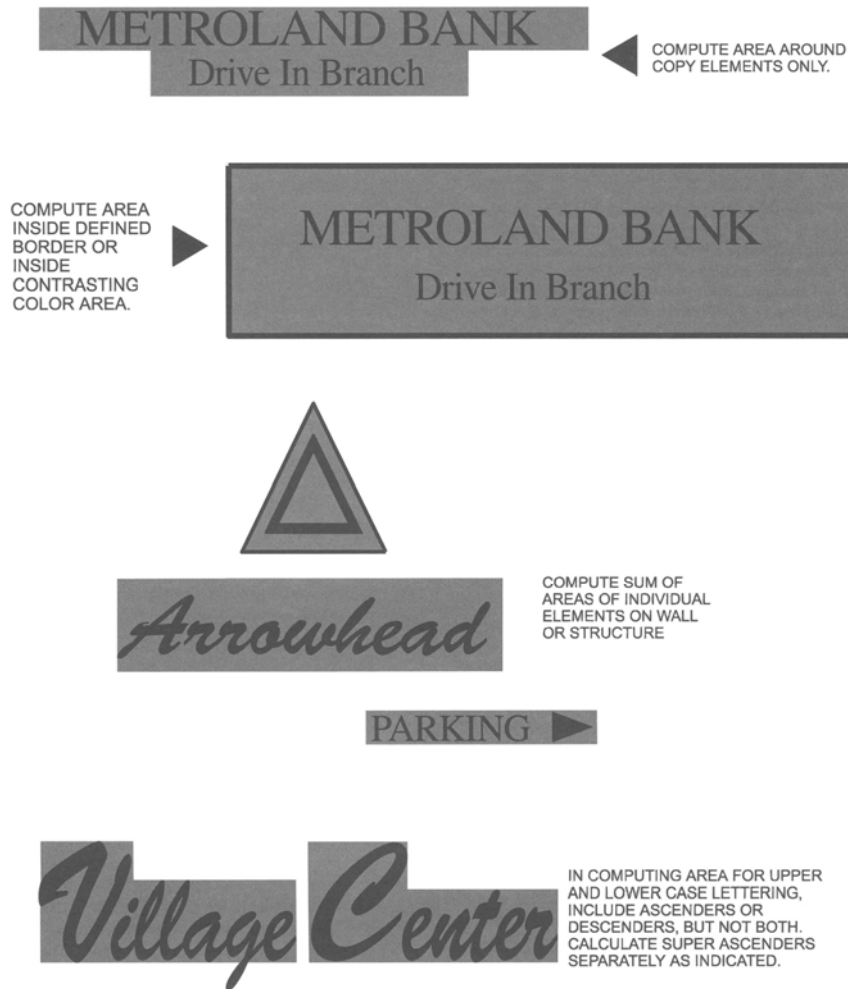 METROLAND BANK
Drive In Branch
COMPUTE AREA AROUND
COPY ELEMENTS ONLY.
COMPUTE AREA
INSIDE DEFINED
BORDER OR
INSIDE
CONTRASTING
COLOR AREA.
METROLAND BANK
Drive In Branch
Arrowhead
COMPUTE SUM OF
AREAS OF INDIVIDUAL
ELEMENTS ON WALL
OR STRUCTURE
PARKING
Village Center
IN COMPUTING AREA FOR UPPER
AND LOWER CASE LETTERING,
INCLUDE ASCENDERS OR
DESCENDERS, BUT NOT BOTH.
CALCULATE SUPER ASCENDERS
SEPARATELY AS INDICATED.